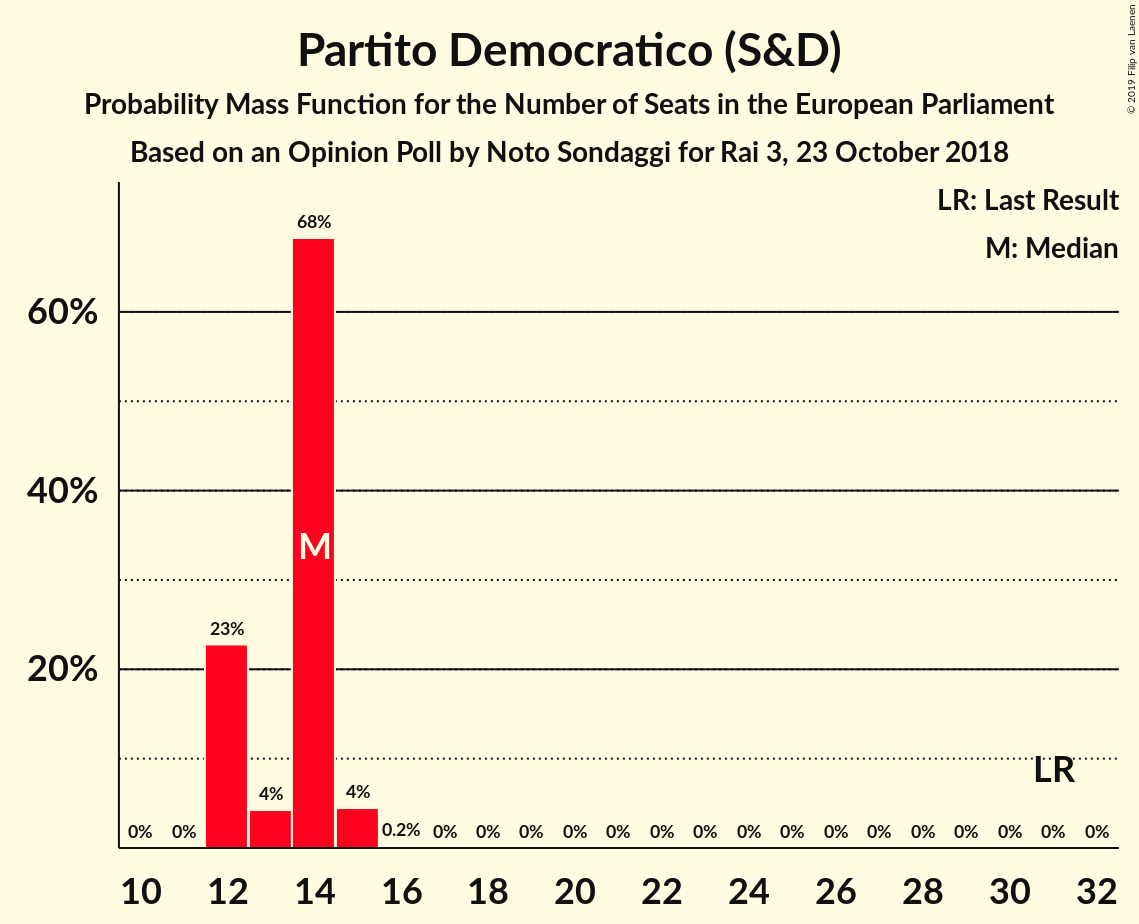 Partito Democratico (S&D)
Probability Mass Function for the Number of Seats in the European Parliament
Based on an Opinion Poll by Noto Sondaggi for Rai 3, 23 October 2018
© 2019 Filip van Laenen
LR: Last Result
M: Median
68%
60%
40%
M
23%
20%
LR
4%
4%
0% 0% 0.2% 0% 0% 0% 0% 0% 0% 0% 0% 0% 0% 0% 0% 0% 0% 0% 0%
10 12 14 16 18 20 22 24 26 28 30 32